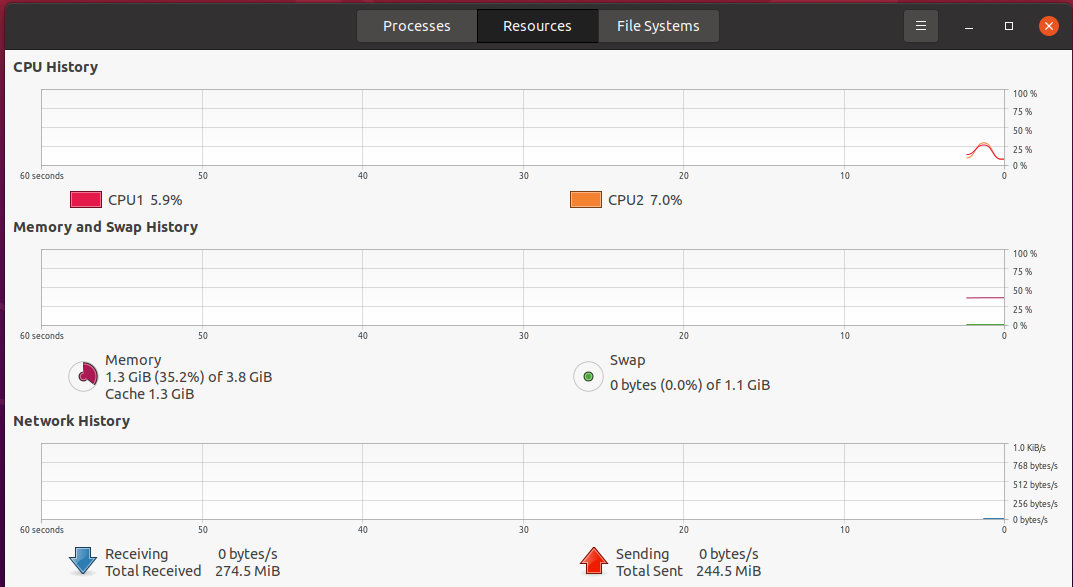 Processes Resources File Systems
CPU History
100 %
75 %
50 %
25 %
0 %
60 seconds 50 40 30 20 10 0
CPU1 5.9% CPU2 7.0%
Memory and Swap History
100 %
75 %
50 %
25 %
0 %
60 seconds 50 40 30 20 10 0
Memory
1.3 GiB (35.2%) of 3.8 GiB
Cache 1.3 GiB
Swap
0 bytes (0.0%) of 1.1 GiB
Network History
1.0 KiB/s
768 bytes/s
512 bytes/s
256 bytes/s
0 bytes/s
60 seconds 50 40 30 20 10 0
Receiving 0 bytes/s
Total Received 274.5 MiB
Sending 0 bytes/s
Total Sent 244.5 MiB